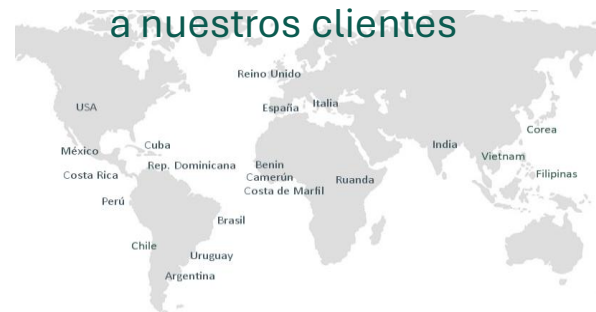 a nuestros clientes
Reino Unido
España
Italia
USA
Corea
India
México
Cuba
Vietnam
Rep. Dominicana
Benin
Costa Rica
Camerún
Ruanda
Filipinas
Costa de Marfil
Perú
Brasil
Chile
Uruguay
Argentina